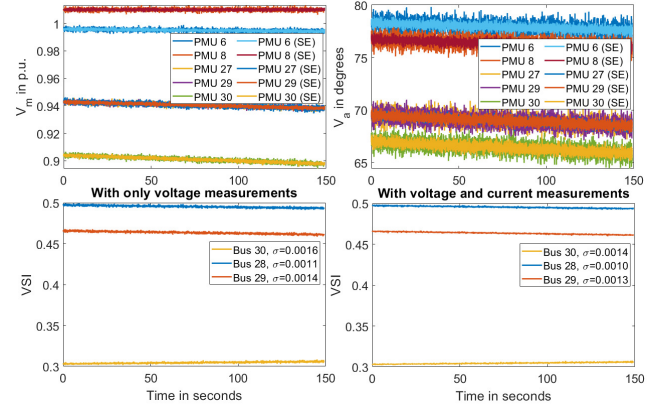 V_m in p.u.
1
0.98
0.96
0.94
0.92
0.9
PMU 6
PMU 8
PMU 27
PMU 29
PMU 30
PMU 6 (SE)
PMU 8 (SE)
PMU 27 (SE)
PMU 29 (SE)
PMU 30 (SE)
0 50 100 150
V_a in degrees
80
75
70
65
PMU 6
PMU 8
PMU 27
PMU 29
PMU 30
PMU 6 (SE)
PMU 8 (SE)
PMU 27 (SE)
PMU 29 (SE)
PMU 30 (SE)
0 50 100 150
With only voltage measurements
VSI
0.5
0.45
0.4
0.35
0.3
Bus 30, σ=0.0016
Bus 28, σ=0.0011
Bus 29, σ=0.0014
0 50 100 150
Time in seconds
With voltage and current measurements
VSI
0.5
0.45
0.4
0.35
0.3
Bus 30, σ=0.0014
Bus 28, σ=0.0010
Bus 29, σ=0.0013
0 50 100 150
Time in seconds